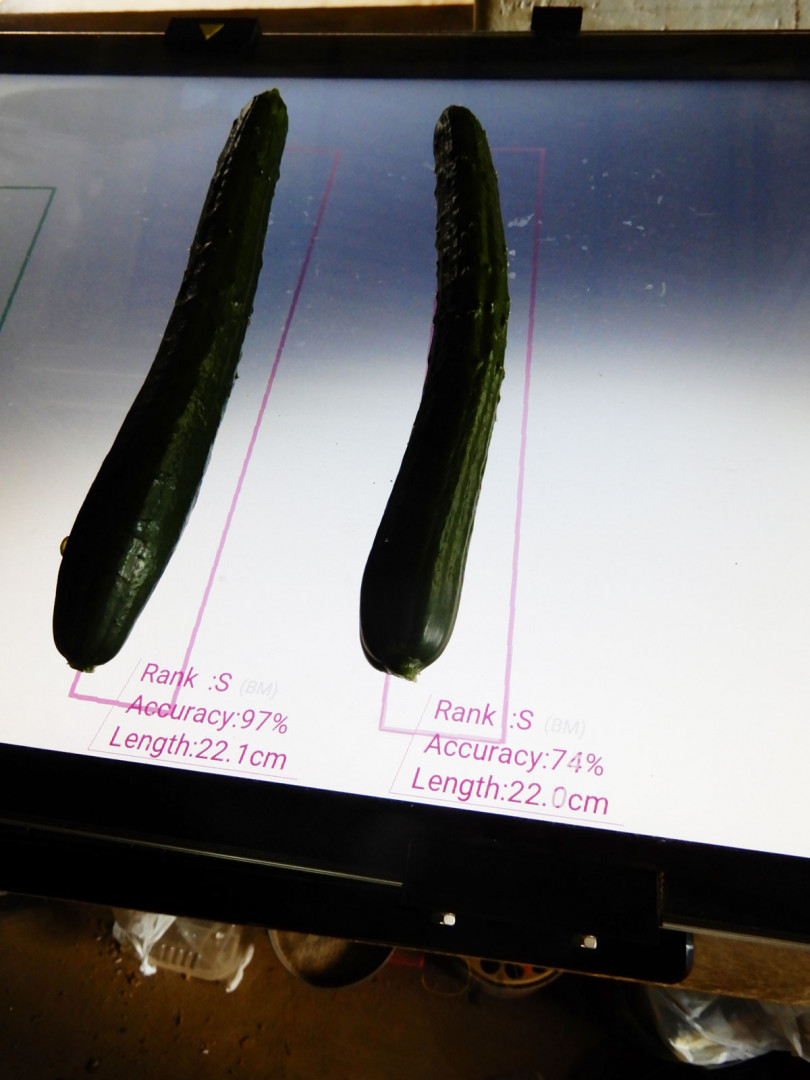 Rank :S (BM)
Accuracy:97%
Length:22.1cm
Rank :S (BM)
Accuracy:74%
Length:22.0cm